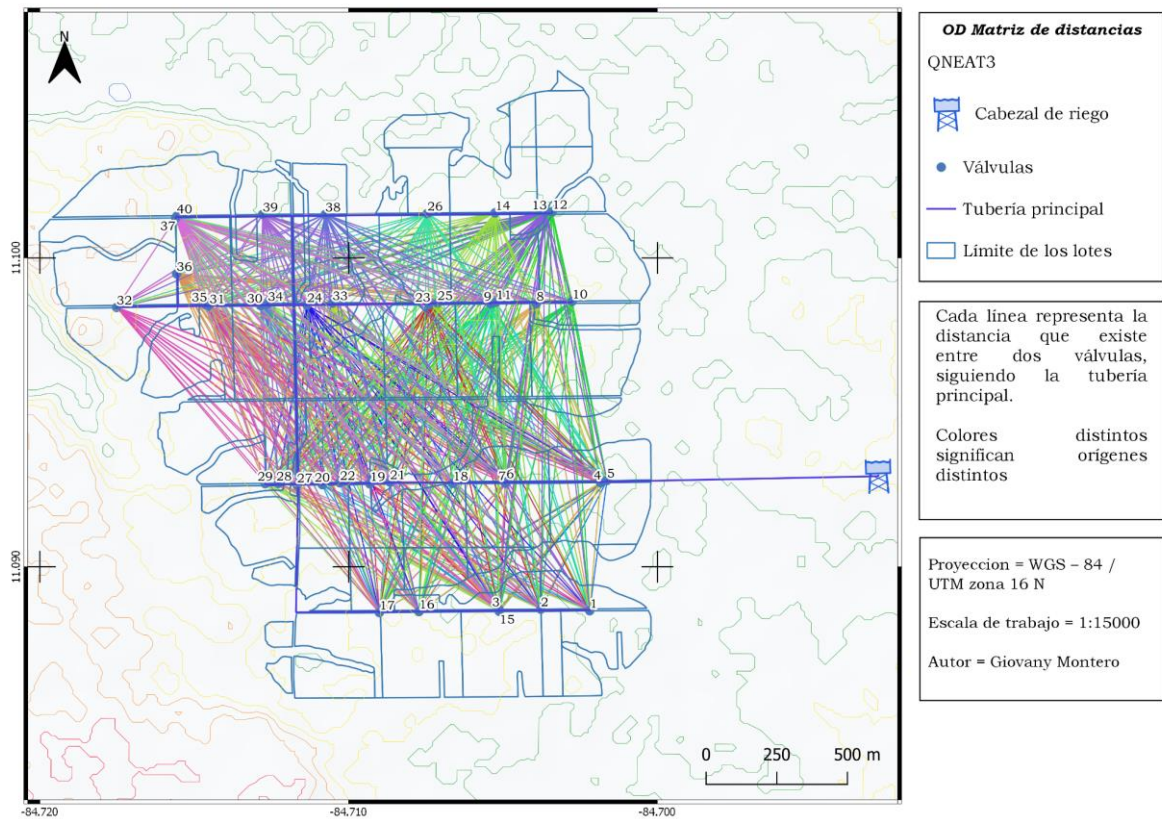 N
40
39
38
26
14
13/12
37
36
32
35
31
30
34
24
33
23
25
9
11
8
10
29
28
27
20
22
19
21
18
76
4
5
17
16
3
15
2
1
11.100
11.090
-84.720
-84.710
-84.700
0 250 500 m
OD Matriz de distancias
QNEAT3
Cabezal de riego
Válvulas
Tubería principal
Límite de los lotes
Cada línea representa la
distancia que existe
entre dos válvulas,
siguiendo la tubería
principal.
Colores distintos
significan orígenes
distintos
Proyeccion = WGS – 84 /
UTM zona 16 N
Escala de trabajo = 1:15000
Autor = Giovany Montero